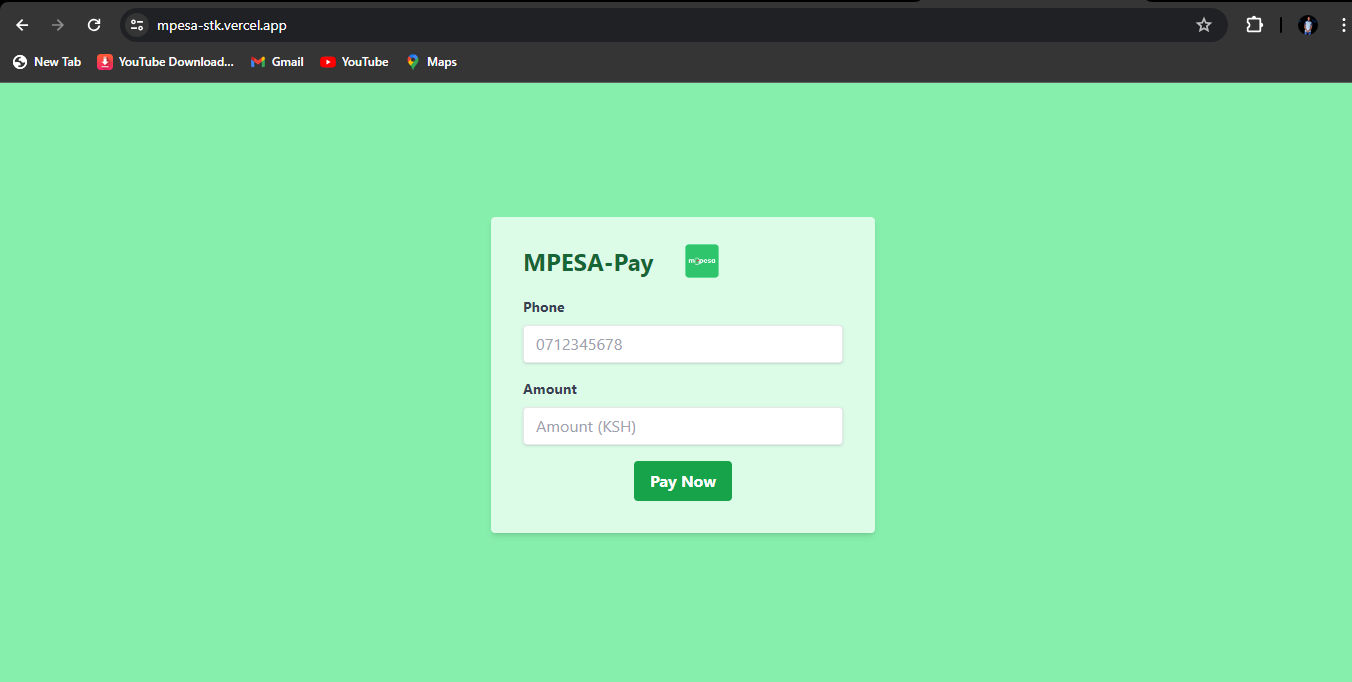 mpesa-stk.vercel.app
New Tab
YouTube Download...
Gmail
YouTube
Maps
MPESA-Pay
m-pesa
Phone
0712345678
Amount
Amount (KSH)
Pay Now